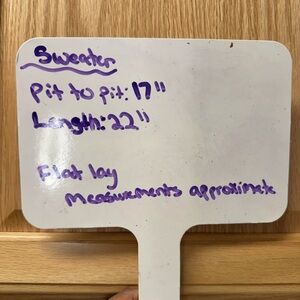 Sweater
Pit to pit: 17"
Length: 22"
Flat lay
measurements approximate